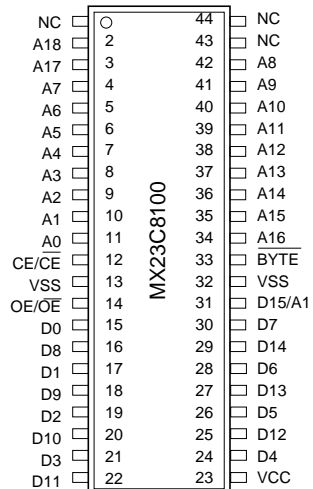 NC 44 NC
A18 2 43 NC
A17 3 42 A8
A7 4 41 A9
A6 5 40 A10
A5 6 39 A11
A4 7 38 A12
A3 8 37 A13
A2 9 36 A14
A1 10 35 A15
A0 11 34 A16
CE/CE 12 33 BYTE
VSS 13 32 VSS
OE/OE 14 31 D15/A1
D0 15 30 D7
D8 16 29 D14
D1 17 28 D6
D9 18 27 D13
D2 19 26 D5
D10 20 25 D12
D3 21 24 D4
D11 22 23 VCC
MX23C8100